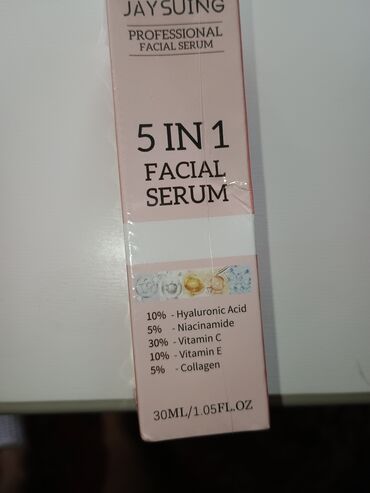 JAYSUING
PROFESSIONAL
FACIAL SERUM
5 IN 1
FACIAL
SERUM
10% - Hyaluronic Acid
5% - Niacinamide
30% - Vitamin C
10% - Vitamin E
5% - Collagen
30ML/1.05FL.OZ